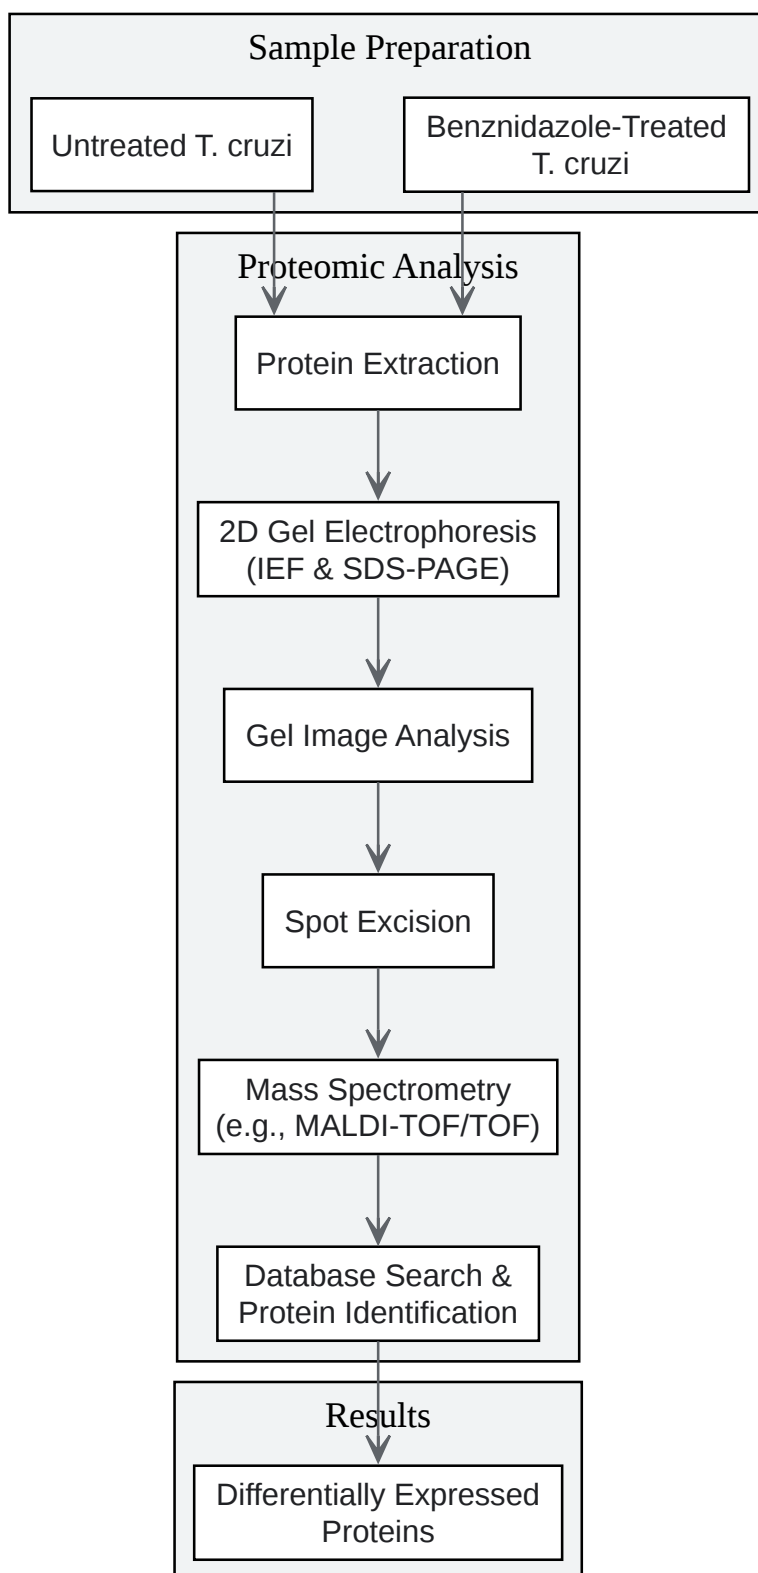 Sample Preparation
Untreated T. cruzi
Benznidazole-Treated
T. cruzi
Proteomic Analysis
Protein Extraction
2D Gel Electrophoresis
(IEF & SDS-PAGE)
Gel Image Analysis
Spot Excision
Mass Spectrometry
(e.g., MALDI-TOF/TOF)
Database Search &
Protein Identification
Results
Differentially Expressed
Proteins